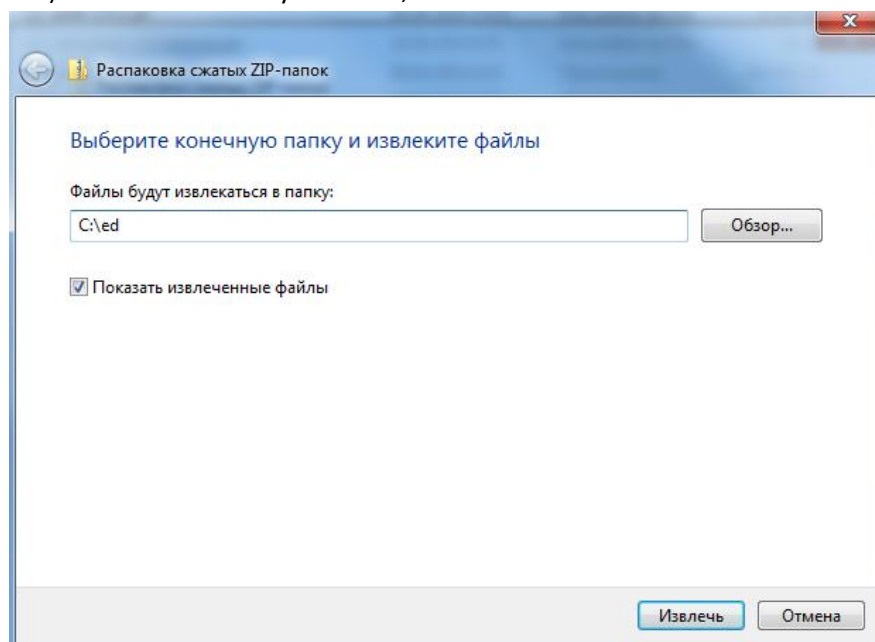 Распаковка сжатых ZIP-папок
Выберите конечную папку и извлеките файлы
Файлы будут извлекаться в папку:
C:\ed
Обзор...
Показать извлеченные файлы
Извлечь
Отмена